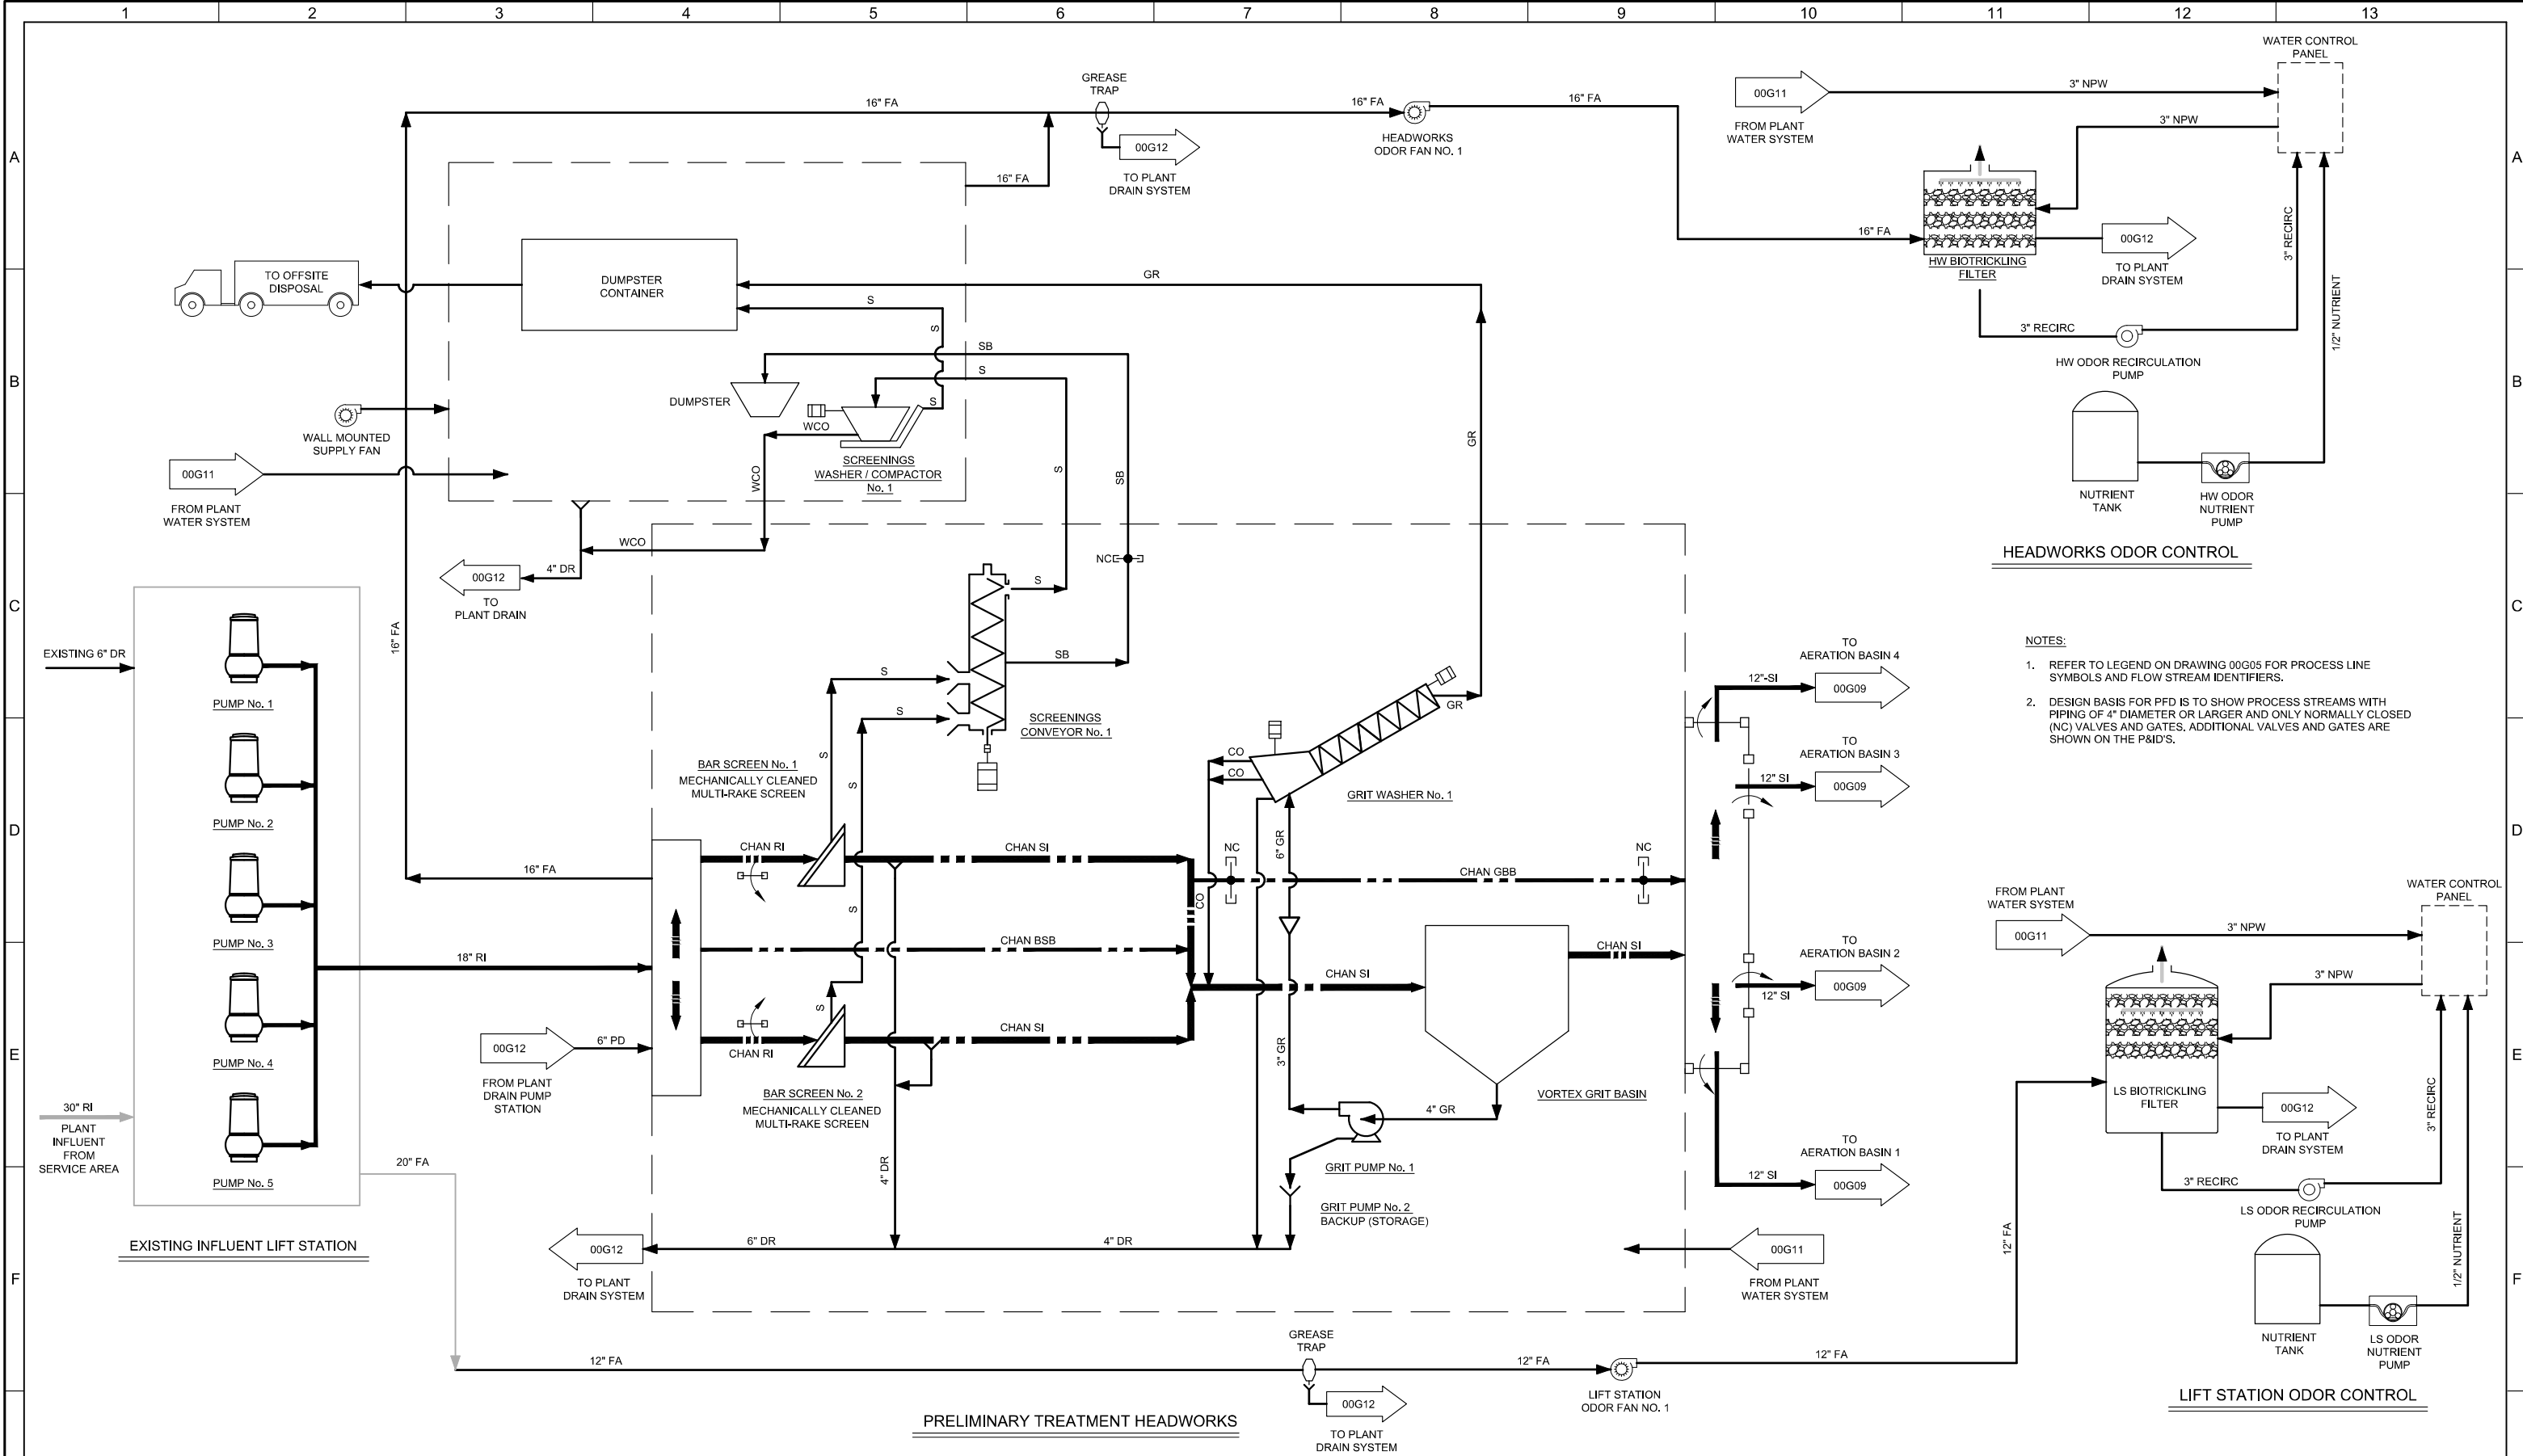 1
2
3
4
5
6
7
8
9
10
11
12
13
A
B
C
D
E
F
A
B
C
D
E
F
16" FA
GREASE
TRAP
00G12
TO PLANT
DRAIN SYSTEM
16" FA
16" FA
HEADWORKS
ODOR FAN NO. 1
16" FA
16" FA
00G11
FROM PLANT
WATER SYSTEM
3" NPW
WATER CONTROL
PANEL
3" NPW
HW BIOTRICKLING
FILTER
00G12
TO PLANT
DRAIN SYSTEM
3" RECIRC
3" RECIRC
1/2" NUTRIENT
HW ODOR RECIRCULATION
PUMP
NUTRIENT
TANK
HW ODOR
NUTRIENT
PUMP
HEADWORKS ODOR CONTROL
TO OFFSITE
DISPOSAL
DUMPSTER
CONTAINER
GR
S
S
SB
S
S
DUMPSTER
WCO
SCREENINGS
WASHER / COMPACTOR
No. 1
WALL MOUNTED
SUPPLY FAN
00G11
FROM PLANT
WATER SYSTEM
WCO
S
SB
GR
WCO
4" DR
00G12
TO
PLANT DRAIN
NC
S
SB
16" FA
EXISTING 6" DR
PUMP No. 1
PUMP No. 2
PUMP No. 3
PUMP No. 4
PUMP No. 5
30" RI
PLANT
INFLUENT
FROM
SERVICE AREA
20" FA
EXISTING INFLUENT LIFT STATION
18" RI
16" FA
00G12
6" PD
FROM PLANT
DRAIN PUMP
STATION
S
S
S
S
S
S
SCREENINGS
CONVEYOR No. 1
BAR SCREEN No. 1
MECHANICALLY CLEANED
MULTI-RAKE SCREEN
CHAN RI
CHAN SI
CHAN BSB
CHAN RI
CHAN SI
BAR SCREEN No. 2
MECHANICALLY CLEANED
MULTI-RAKE SCREEN
4" DR
CO
CO
CO
GR
GRIT WASHER No. 1
NC
6" GR
CHAN GBB
NC
CHAN SI
CHAN SI
3" GR
4" GR
VORTEX GRIT BASIN
GRIT PUMP No. 1
GRIT PUMP No. 2
BACKUP (STORAGE)
00G12
6" DR
4" DR
TO PLANT
DRAIN SYSTEM
00G11
FROM PLANT
WATER SYSTEM
TO
AERATION BASIN 4
12"-SI
00G09
TO
AERATION BASIN 3
12" SI
00G09
TO
AERATION BASIN 2
12" SI
00G09
TO
AERATION BASIN 1
12" SI
00G09
NOTES:
1. REFER TO LEGEND ON DRAWING 00G05 FOR PROCESS LINE
SYMBOLS AND FLOW STREAM IDENTIFIERS.
2. DESIGN BASIS FOR PFD IS TO SHOW PROCESS STREAMS WITH
PIPING OF 4" DIAMETER OR LARGER AND ONLY NORMALLY CLOSED
(NC) VALVES AND GATES. ADDITIONAL VALVES AND GATES ARE
SHOWN ON THE P&ID'S.
FROM PLANT
WATER SYSTEM
00G11
3" NPW
WATER CONTROL
PANEL
3" NPW
LS BIOTRICKLING
FILTER
00G12
TO PLANT
DRAIN SYSTEM
3" RECIRC
3" RECIRC
1/2" NUTRIENT
LS ODOR RECIRCULATION
PUMP
NUTRIENT
TANK
LS ODOR
NUTRIENT
PUMP
LIFT STATION ODOR CONTROL
12" FA
12" FA
GREASE
TRAP
00G12
TO PLANT
DRAIN SYSTEM
12" FA
LIFT STATION
ODOR FAN NO. 1
12" FA
PRELIMINARY TREATMENT HEADWORKS